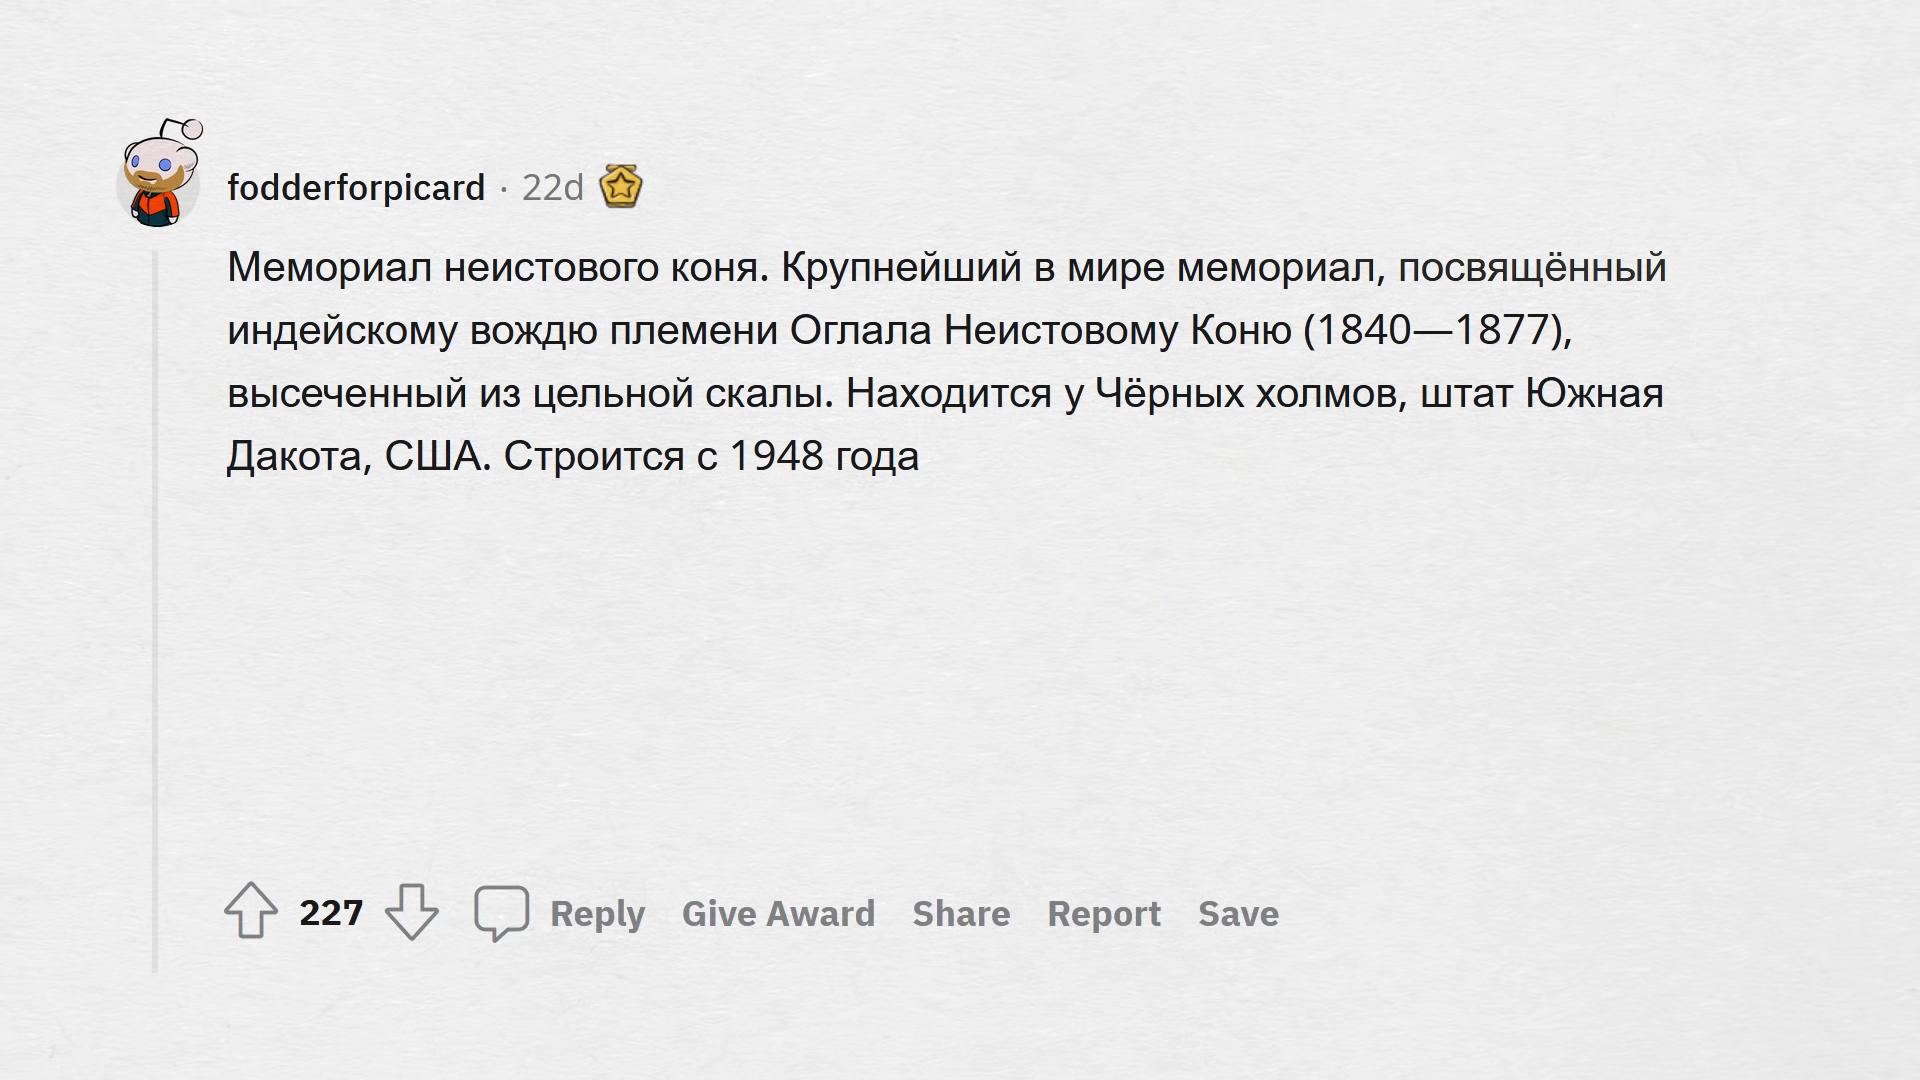 fodderforpicard · 22d
Мемориал неистового коня. Крупнейший в мире мемориал, посвящённый
индейскому вождю племени Оглала Неистовому Коню (1840—1877),
высеченный из цельной скалы. Находится у Чёрных холмов, штат Южная
Дакота, США. Строится с 1948 года
227 Reply Give Award Share Report Save